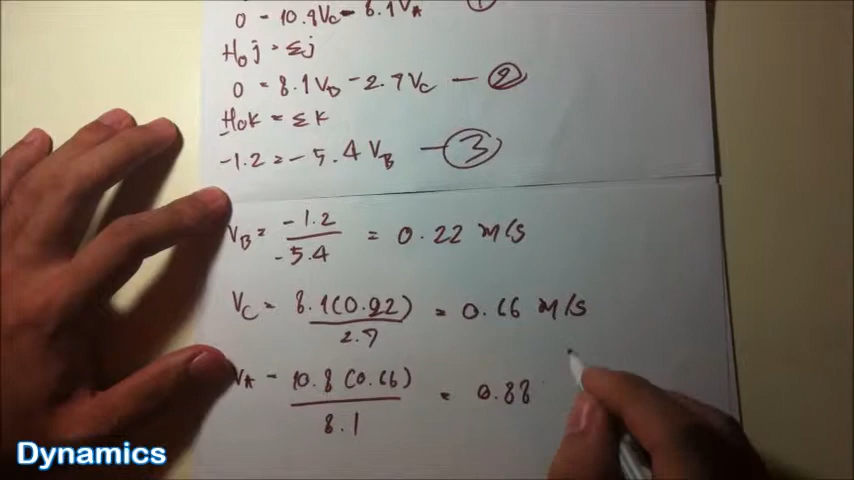 0 = 10.8Vc - 8.1VA ①
Hoj = Σj
0 = 8.1VB - 2.7Vc — ②
Hok = Σk
-1.2 = -5.4 VB — ③
VB = -1.2 / -5.4 = 0.22 m/s
Vc = 8.1(0.22) / 2.7 = 0.66 m/s
VA = 10.8(0.66) / 8.1 = 0.88
Dynamics